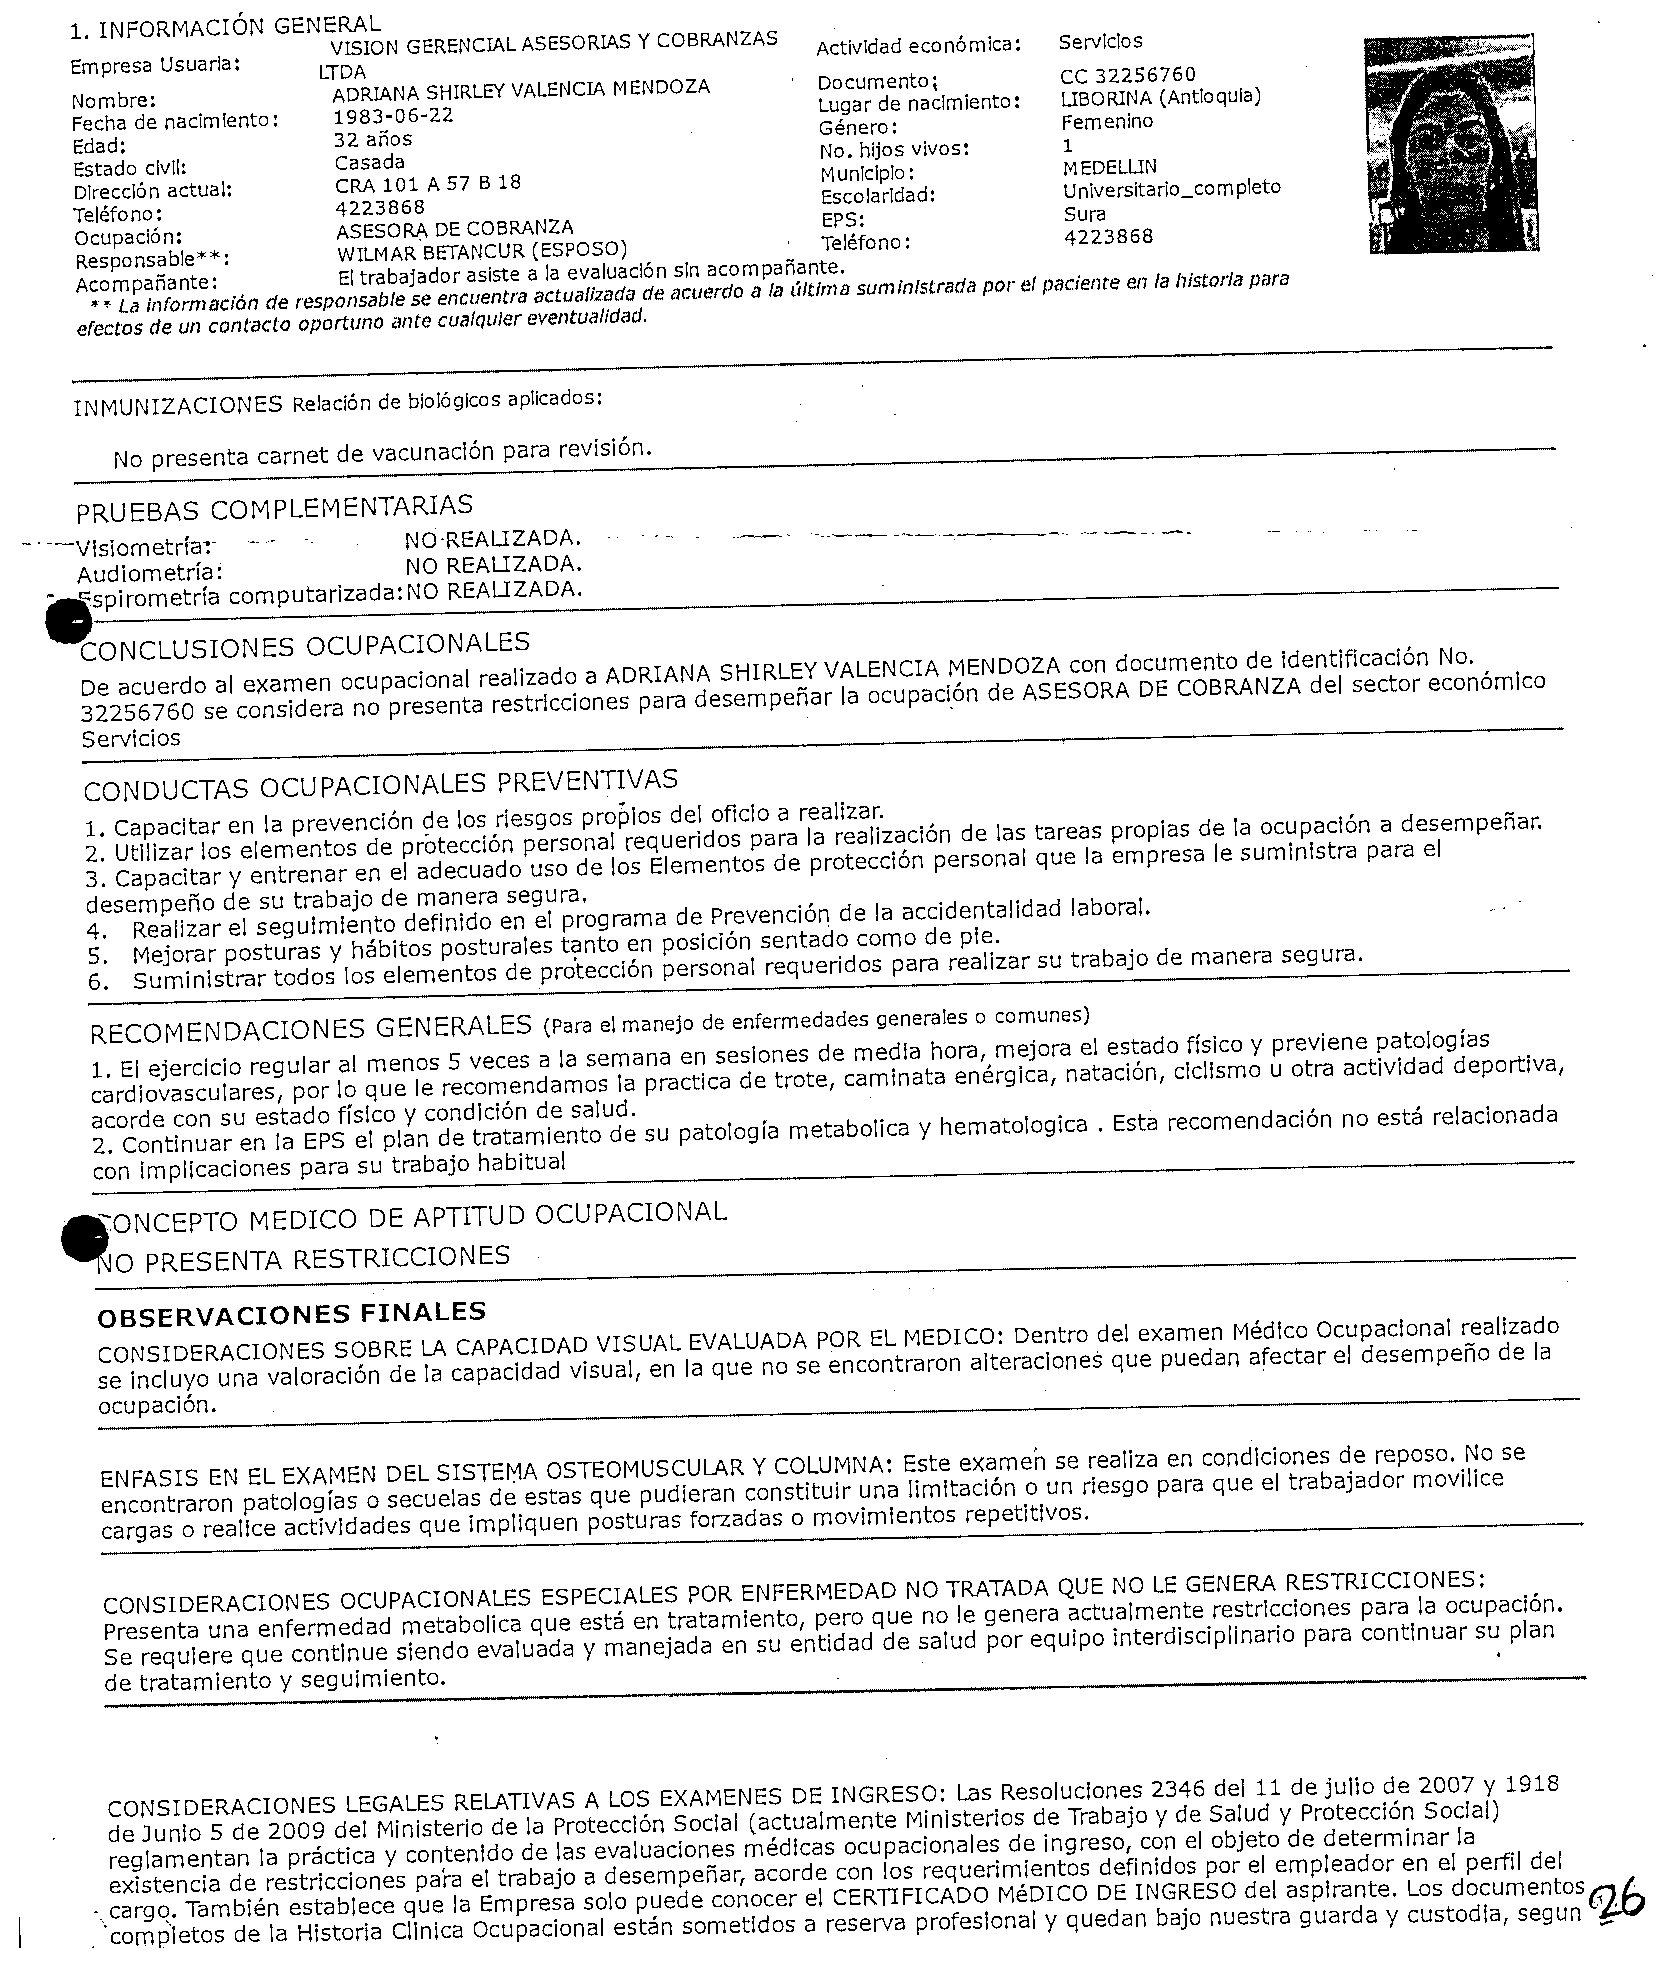 1. INFORMACIÓN GENERAL
Empresa Usuaria: VISION GERENCIAL ASESORIAS Y COBRANZAS LTDA Actividad económica: Servicios
Nombre: ADRIANA SHIRLEY VALENCIA MENDOZA Documento: CC 32256760
Fecha de nacimiento: 1983-06-22 Lugar de nacimiento: LIBORINA (Antioquia)
Edad: 32 años Género: Femenino
Estado civil: Casada No. hijos vivos: 1
Dirección actual: CRA 101 A 57 B 18 Municipio: MEDELLIN
Teléfono: 4223868 Escolaridad: Universitario_completo
Ocupación: ASESORA DE COBRANZA EPS: Sura
Responsable**: WILMAR BETANCUR (ESPOSO) Teléfono: 4223868
Acompañante: El trabajador asiste a la evaluación sin acompañante.
** La información de responsable se encuentra actualizada de acuerdo a la última suministrada por el paciente en la historia para
efectos de un contacto oportuno ante cualquier eventualidad.
INMUNIZACIONES Relación de biológicos aplicados:
No presenta carnet de vacunación para revisión.
PRUEBAS COMPLEMENTARIAS
Visiometría: NO REALIZADA.
Audiometría: NO REALIZADA.
Espirometría computarizada: NO REALIZADA.
CONCLUSIONES OCUPACIONALES
De acuerdo al examen ocupacional realizado a ADRIANA SHIRLEY VALENCIA MENDOZA con documento de identificación No.
32256760 se considera no presenta restricciones para desempeñar la ocupación de ASESORA DE COBRANZA del sector económico
Servicios
CONDUCTAS OCUPACIONALES PREVENTIVAS
1. Capacitar en la prevención de los riesgos propios del oficio a realizar.
2. Utilizar los elementos de protección personal requeridos para la realización de las tareas propias de la ocupación a desempeñar.
3. Capacitar y entrenar en el adecuado uso de los Elementos de protección personal que la empresa le suministra para el
desempeño de su trabajo de manera segura.
4. Realizar el seguimiento definido en el programa de Prevención de la accidentalidad laboral.
5. Mejorar posturas y hábitos posturales tanto en posición sentado como de pie.
6. Suministrar todos los elementos de protección personal requeridos para realizar su trabajo de manera segura.
RECOMENDACIONES GENERALES (Para el manejo de enfermedades generales o comunes)
1. El ejercicio regular al menos 5 veces a la semana en sesiones de media hora, mejora el estado físico y previene patologías
cardiovasculares, por lo que le recomendamos la practica de trote, caminata enérgica, natación, ciclismo u otra actividad deportiva,
acorde con su estado físico y condición de salud.
2. Continuar en la EPS el plan de tratamiento de su patología metabolica y hematologica . Esta recomendación no está relacionada
con implicaciones para su trabajo habitual
CONCEPTO MEDICO DE APTITUD OCUPACIONAL
NO PRESENTA RESTRICCIONES
OBSERVACIONES FINALES
CONSIDERACIONES SOBRE LA CAPACIDAD VISUAL EVALUADA POR EL MEDICO: Dentro del examen Médico Ocupacional realizado
se incluyo una valoración de la capacidad visual, en la que no se encontraron alteraciones que puedan afectar el desempeño de la
ocupación.
ENFASIS EN EL EXAMEN DEL SISTEMA OSTEOMUSCULAR Y COLUMNA: Este examen se realiza en condiciones de reposo. No se
encontraron patologías o secuelas de estas que pudieran constituir una limitación o un riesgo para que el trabajador movilice
cargas o realice actividades que impliquen posturas forzadas o movimientos repetitivos.
CONSIDERACIONES OCUPACIONALES ESPECIALES POR ENFERMEDAD NO TRATADA QUE NO LE GENERA RESTRICCIONES:
Presenta una enfermedad metabolica que está en tratamiento, pero que no le genera actualmente restricciones para la ocupación.
Se requiere que continue siendo evaluada y manejada en su entidad de salud por equipo interdisciplinario para continuar su plan
de tratamiento y seguimiento.
CONSIDERACIONES LEGALES RELATIVAS A LOS EXAMENES DE INGRESO: Las Resoluciones 2346 del 11 de julio de 2007 y 1918
de Junio 5 de 2009 del Ministerio de la Protección Social (actualmente Ministerios de Trabajo y de Salud y Protección Social)
reglamentan la práctica y contenido de las evaluaciones médicas ocupacionales de ingreso, con el objeto de determinar la
existencia de restricciones para el trabajo a desempeñar, acorde con los requerimientos definidos por el empleador en el perfil del
cargo. También establece que la Empresa solo puede conocer el CERTIFICADO MéDICO DE INGRESO del aspirante. Los documentos
completos de la Historia Clinica Ocupacional están sometidos a reserva profesional y quedan bajo nuestra guarda y custodia, segun
26